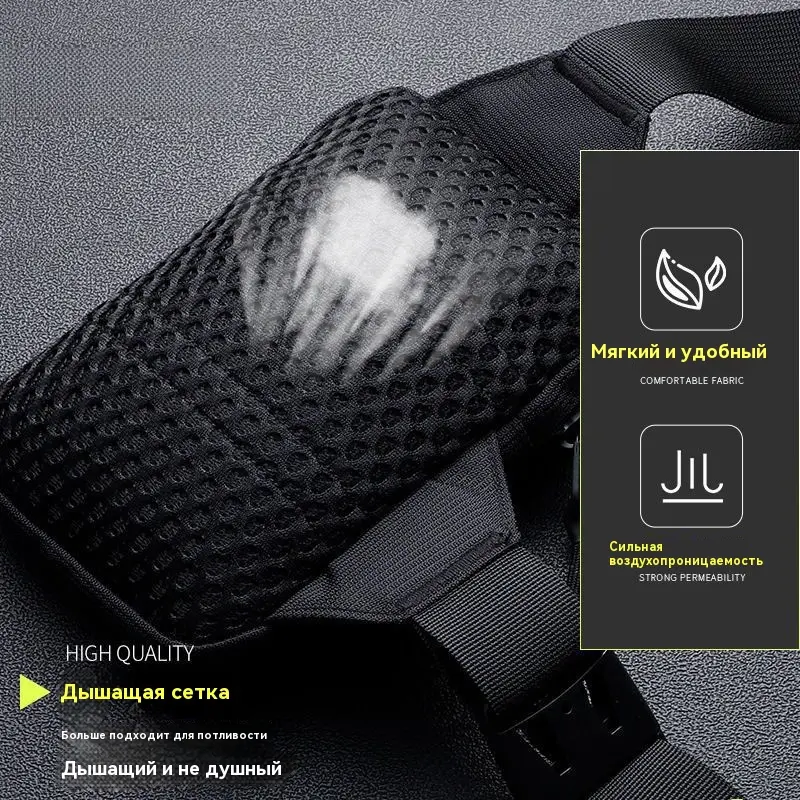 Мягкий и удобный
COMFORTABLE FABRIC
Сильная
воздухопроницаемость
STRONG PERMEABILITY
HIGH QUALITY
Дышащая сетка
Больше подходит для потливости
Дышащий и не душный